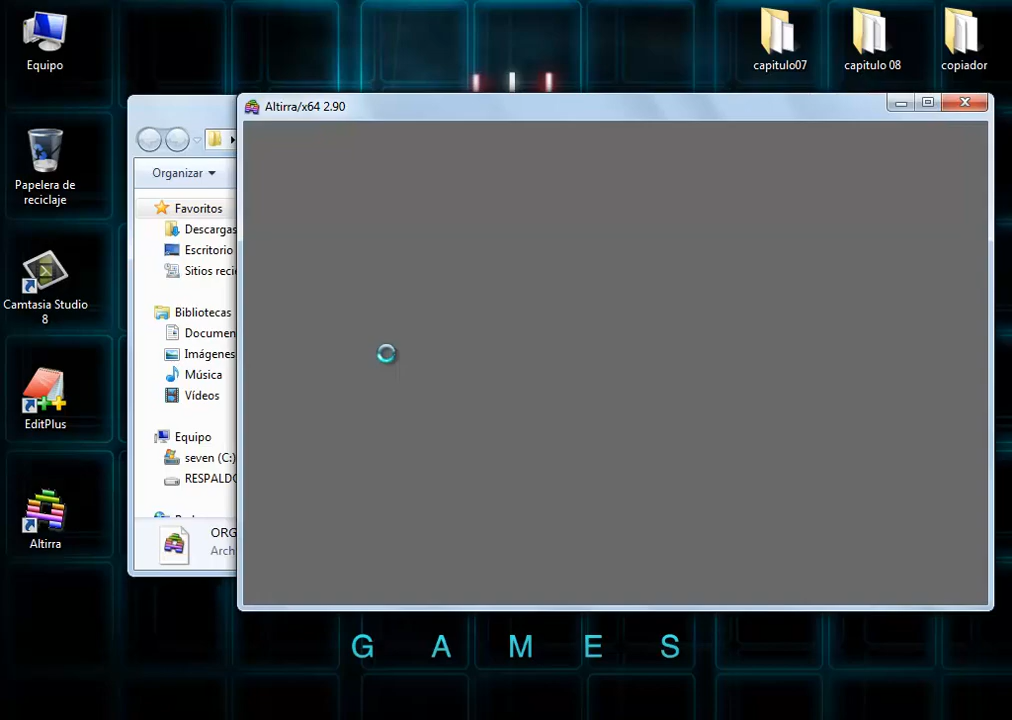 Equipo
Papelera de
reciclaje
Camtasia Studio
8
EditPlus
Altirra
capitulo07
capitulo 08
copiador
Altirra/x64 2.90
Organizar
Favoritos
Descargas
Escritorio
Sitios reci
Bibliotecas
Documen
Imágenes
Música
Vídeos
Equipo
seven (C:)
RESPALDO
ORG
Arch
G A M E S